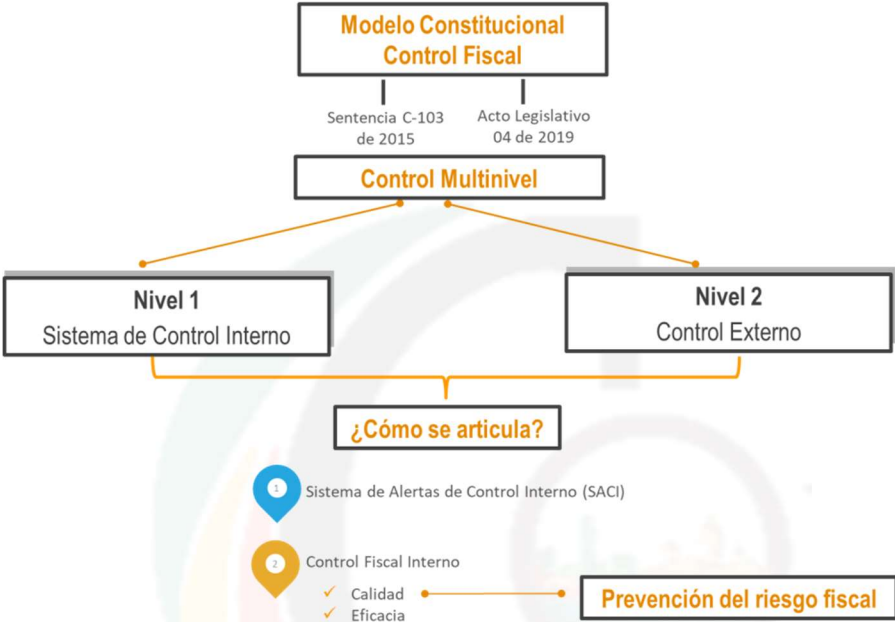 Modelo Constitucional
Control Fiscal
Sentencia C-103
de 2015
Acto Legislativo
04 de 2019
Control Multinivel
Nivel 1
Sistema de Control Interno
Nivel 2
Control Externo
¿Cómo se articula?
1
Sistema de Alertas de Control Interno (SACI)
2
Control Fiscal Interno
✓ Calidad
✓ Eficacia
Prevención del riesgo fiscal